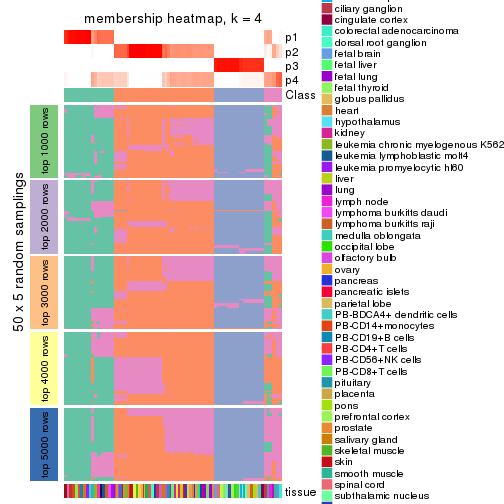 membership heatmap, k = 4
p1
p2
p3
p4
Class
50 x 5 random samplings
top 1000 rows
top 2000 rows
top 3000 rows
top 4000 rows
top 5000 rows
tissue
ciliary ganglion
cingulate cortex
colorectal adenocarcinoma
dorsal root ganglion
fetal brain
fetal liver
fetal lung
fetal thyroid
globus pallidus
heart
hypothalamus
kidney
leukemia chronic myelogenous K562
leukemia lymphoblastic molt4
leukemia promyelocytic hl60
liver
lung
lymph node
lymphoma burkitts daudi
lymphoma burkitts raji
medulla oblongata
occipital lobe
olfactory bulb
ovary
pancreas
pancreatic islets
parietal lobe
PB-BDCA4+ dendritic cells
PB-CD14+ monocytes
PB-CD19+ B cells
PB-CD4+ T cells
PB-CD56+ NK cells
PB-CD8+ T cells
pituitary
placenta
pons
prefrontal cortex
prostate
salivary gland
skeletal muscle
skin
smooth muscle
spinal cord
subthalamic nucleus